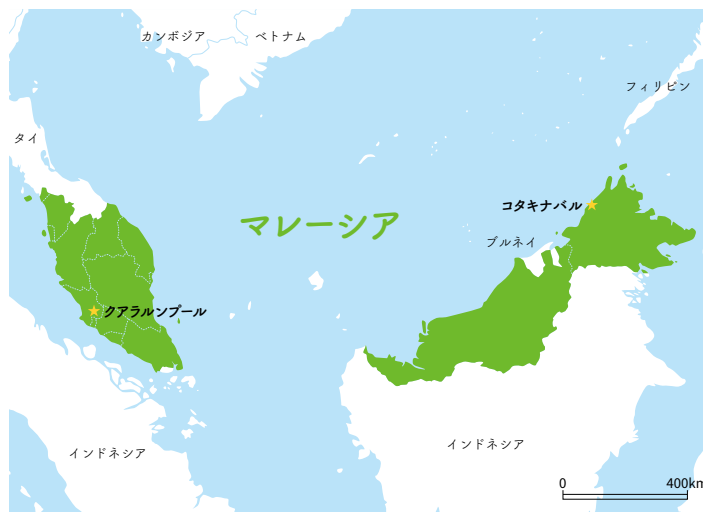 カンボジア
ベトナム
フィリピン
タイ
コタキナバル
マレーシア
ブルネイ
クアラルンプール
インドネシア
インドネシア
0
400km